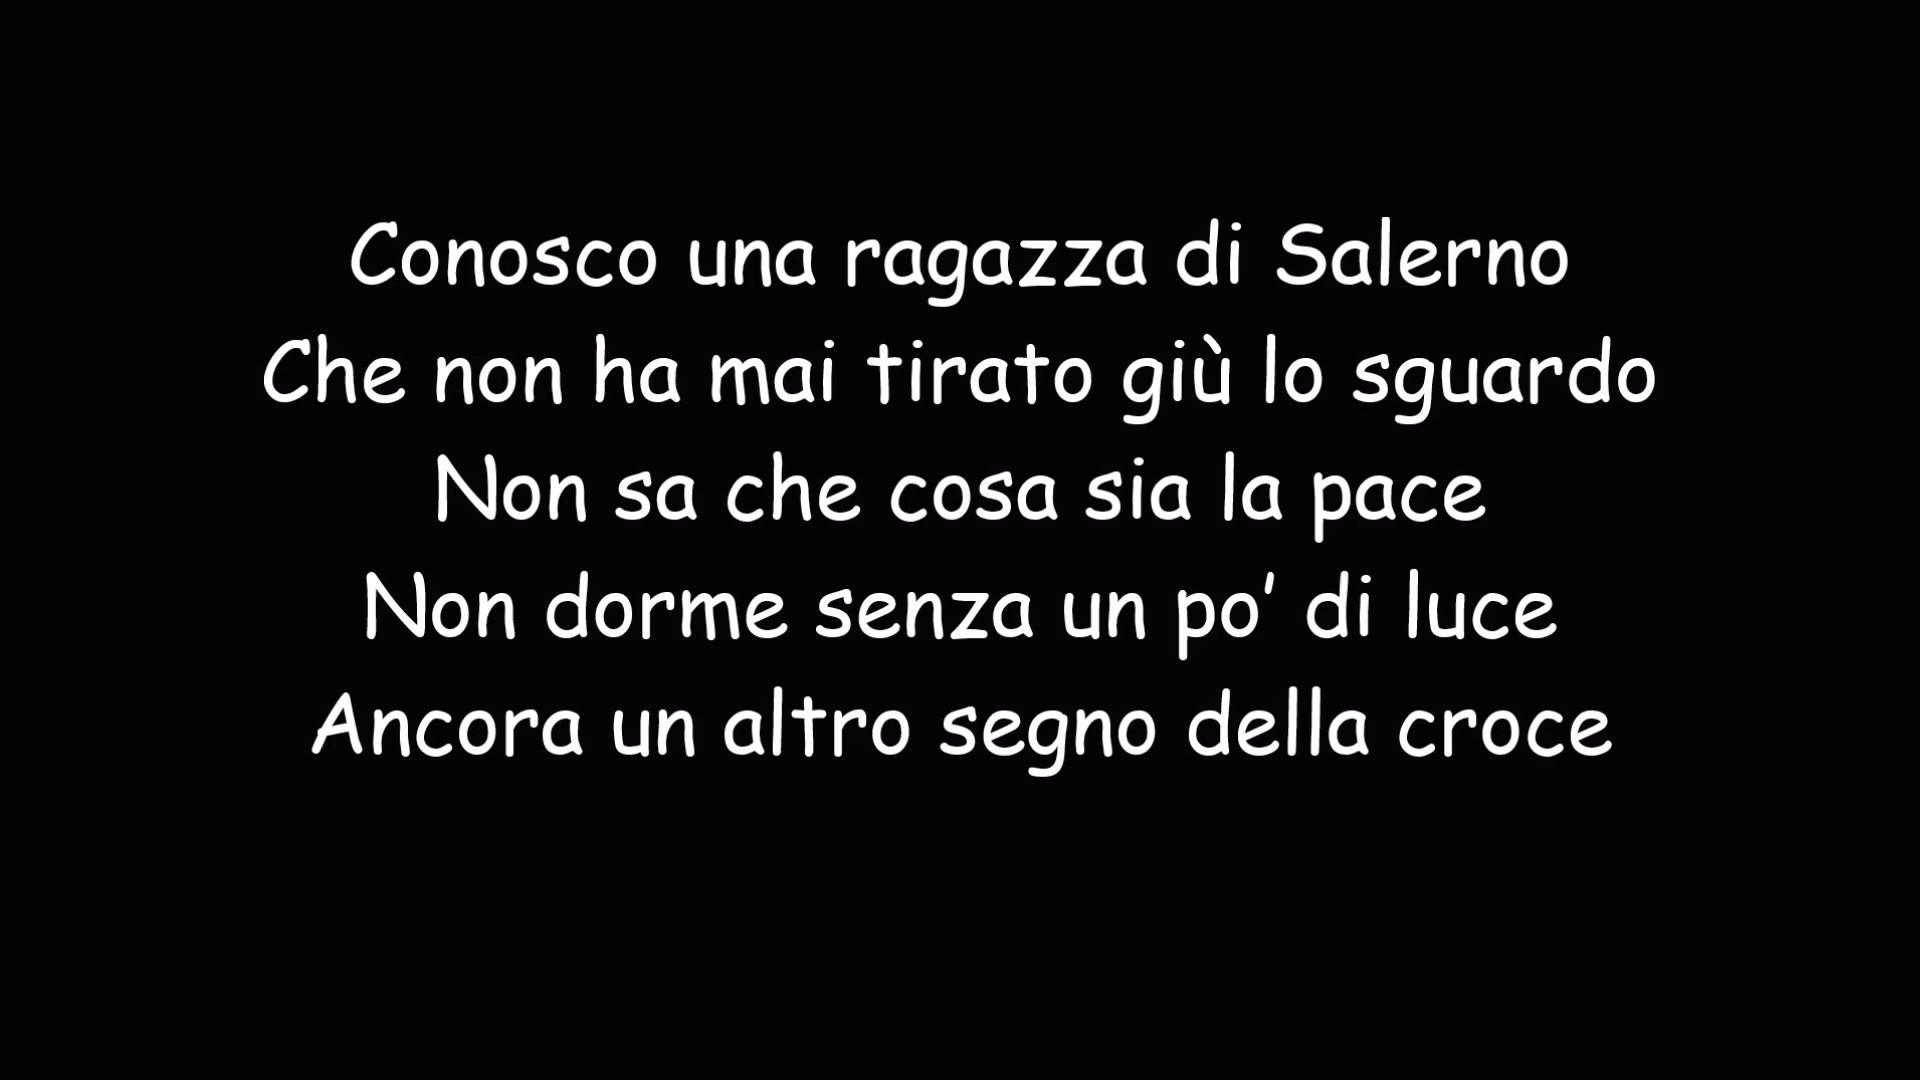 Conosco una ragazza di Salerno
Che non ha mai tirato giù lo sguardo
Non sa che cosa sia la pace
Non dorme senza un po’ di luce
Ancora un altro segno della croce